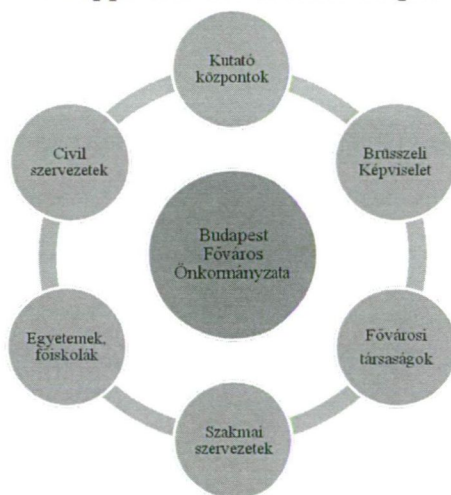 Kutató
központok
Brüsszeli
Képviselet
Fővárosi
társaságok
Szakmai
szervezetek
Egyetemek,
főiskolák
Civil
szervezetek
Budapest
Főváros
Önkormányzata